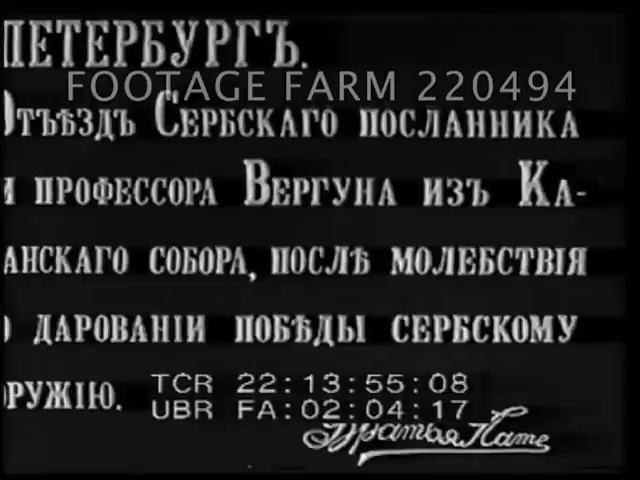 ПЕТЕРБУРГЪ.
FOOTAGE FARM 220494
Отъѣздъ Сербскаго посланника
и профессора Вергуна изъ Ка-
анскаго собора, послѣ молебствія
о дарованіи побѣды сербскому
оружію.
TCR 22:13:55:08
UBR FA:02:04:17
Братья Пате